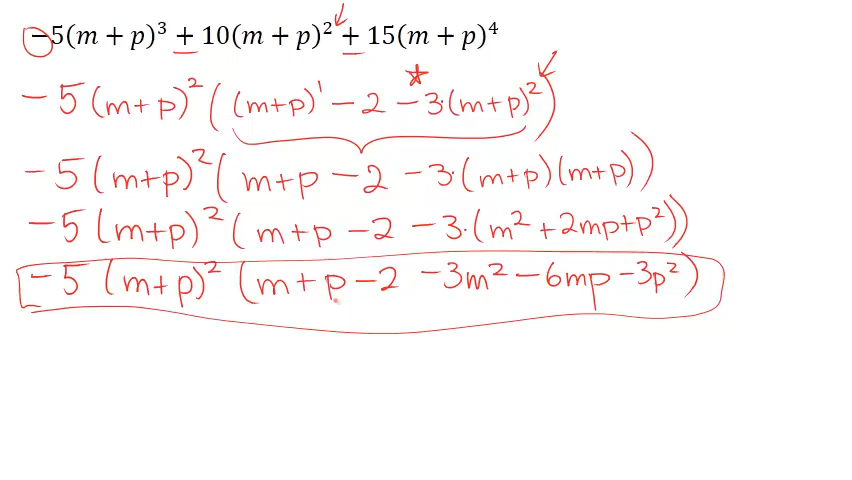 −5(m + p)³ + 10(m + p)² + 15(m + p)⁴
−5(m+p)²((m+p)¹ − 2 − 3·(m+p)²)
−5(m+p)²(m+p − 2 − 3·(m+p)(m+p))
−5(m+p)²(m+p − 2 − 3·(m² + 2mp + p²))
−5(m+p)²(m+p − 2 − 3m² − 6mp − 3p²)